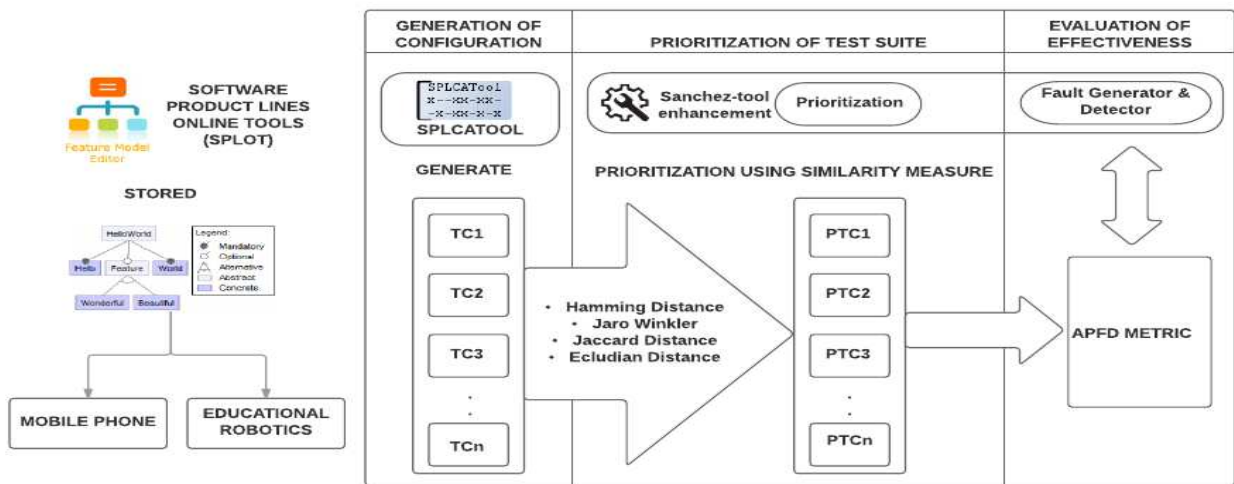 GENERATION OF
CONFIGURATION
PRIORITIZATION OF TEST SUITE
EVALUATION OF
EFFECTIVENESS
Feature Model
Editor
SOFTWARE
PRODUCT LINES
ONLINE TOOLS
(SPLOT)
SPLCATool
x--xx-xx-
-x-xx-x-x
SPLCATOOL
Sanchez-tool
enhancement
Prioritization
Fault Generator &
Detector
STORED
GENERATE
PRIORITIZATION USING SIMILARITY MEASURE
HelloWorld
Hello
Feature
World
Wonderful
Beautiful
Legend:
Mandatory
Optional
Alternative
Abstract
Concrete
TC1
TC2
TC3
.
.
TCn
• Hamming Distance
• Jaro Winkler
• Jaccard Distance
• Ecludian Distance
PTC1
PTC2
PTC3
.
.
PTCn
APFD METRIC
MOBILE PHONE
EDUCATIONAL
ROBOTICS